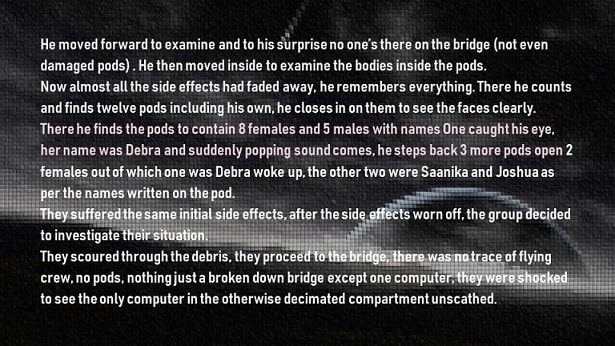 He moved forward to examine and to his surprise no one's there on the bridge (not even
damaged pods) . He then moved inside to examine the bodies inside the pods.
Now almost all the side effects had faded away, he remembers everything. There he counts
and finds twelve pods including his own, he closes in on them to see the faces clearly.
There he finds the pods to contain 8 females and 5 males with names One caught his eye,
her name was Debra and suddenly popping sound comes, he steps back 3 more pods open 2
females out of which one was Debra woke up, the other two were Saanika and Joshua as
per the names written on the pod.
They suffered the same initial side effects, after the side effects worn off, the group decided
to investigate their situation.
They scoured through the debris, they proceed to the bridge, there was no trace of flying
crew, no pods, nothing just a broken down bridge except one computer, they were shocked
to see the only computer in the otherwise decimated compartment unscathed.